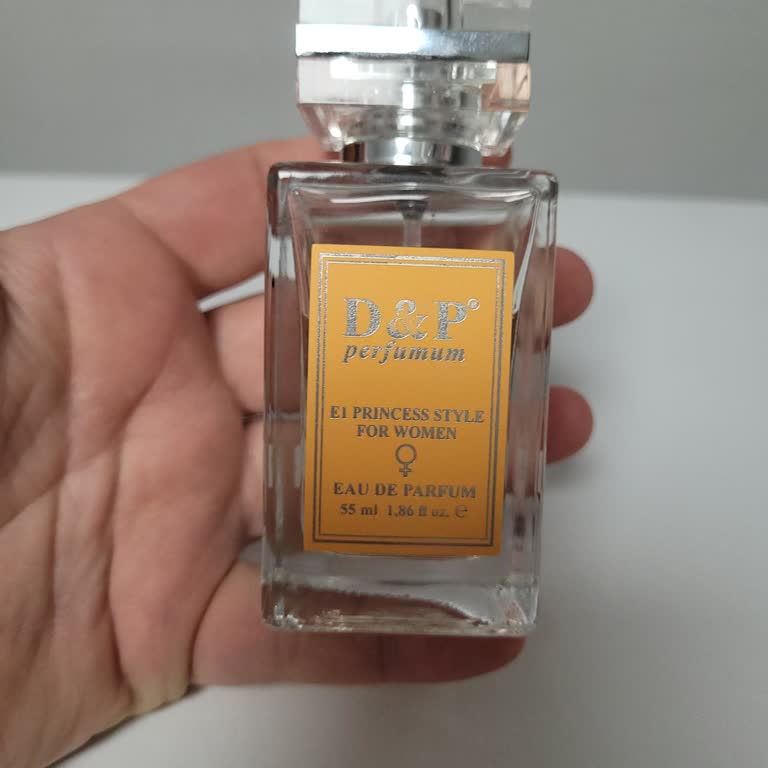 D&P®
perfumum
E1 PRINCESS STYLE
FOR WOMEN
EAU DE PARFUM
55 ml 1,86 fl oz. ℮